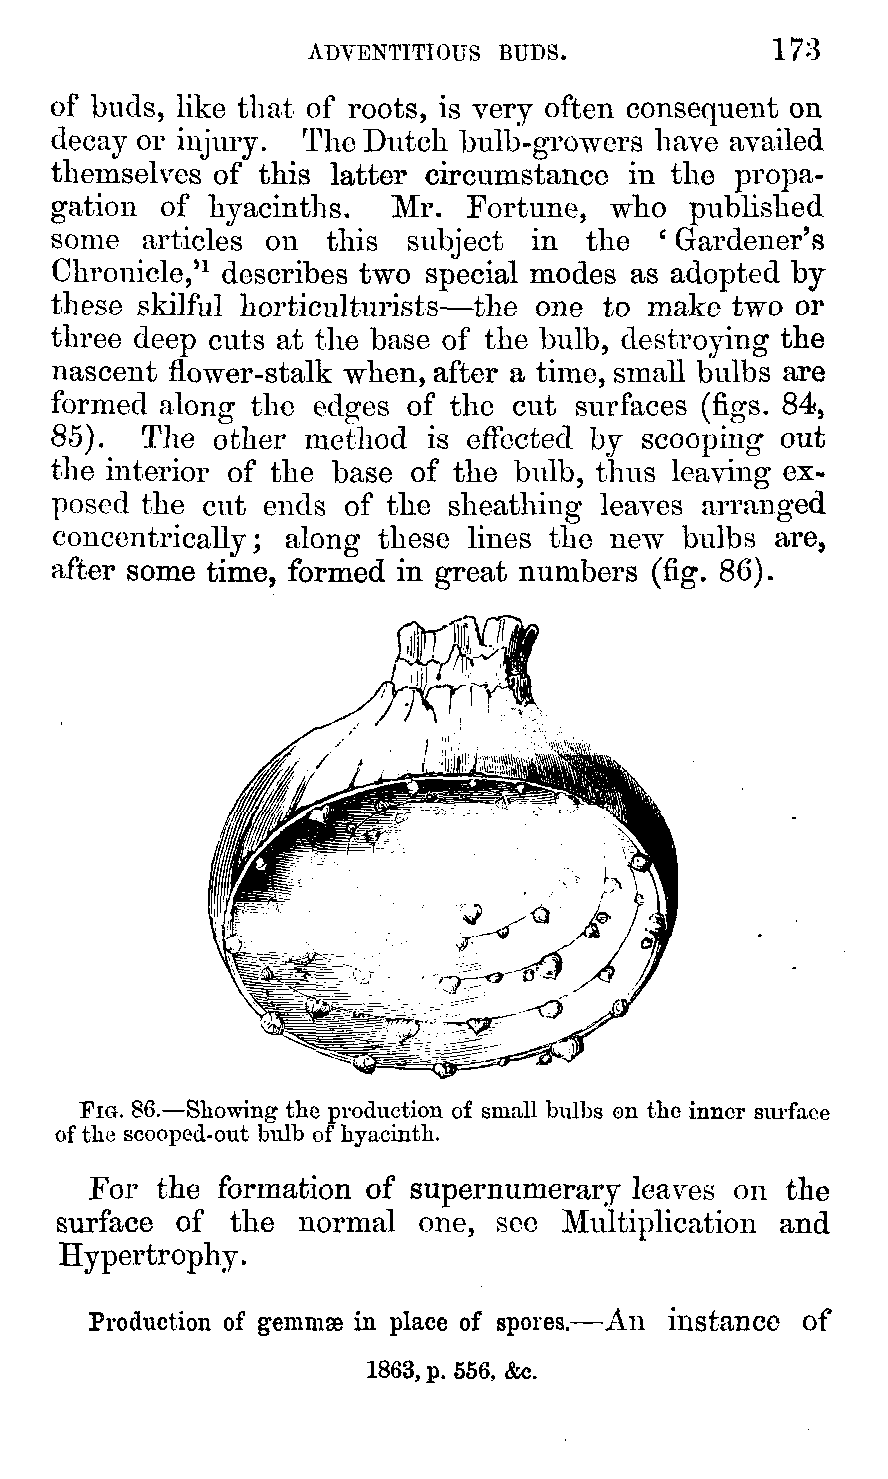 ADVENTITIOUS BUDS. 173
of buds, like that of roots, is very often consequent on
decay or injury. The Dutch bulb-growers have availed
themselves of this latter circumstance in the propa-
gation of hyacinths. Mr. Fortune, who published
some articles on this subject in the ‘Gardener’s
Chronicle,’¹ describes two special modes as adopted by
these skilful horticulturists—the one to make two or
three deep cuts at the base of the bulb, destroying the
nascent flower-stalk when, after a time, small bulbs are
formed along the edges of the cut surfaces (figs. 84,
85). The other method is effected by scooping out
the interior of the base of the bulb, thus leaving ex-
posed the cut ends of the sheathing leaves arranged
concentrically; along these lines the new bulbs are,
after some time, formed in great numbers (fig. 86).
FIG. 86.—Showing the production of small bulbs on the inner surface
of the scooped-out bulb of hyacinth.
For the formation of supernumerary leaves on the
surface of the normal one, see Multiplication and
Hypertrophy.
Production of gemmæ in place of spores.—An instance of
1863, p. 556, &c.